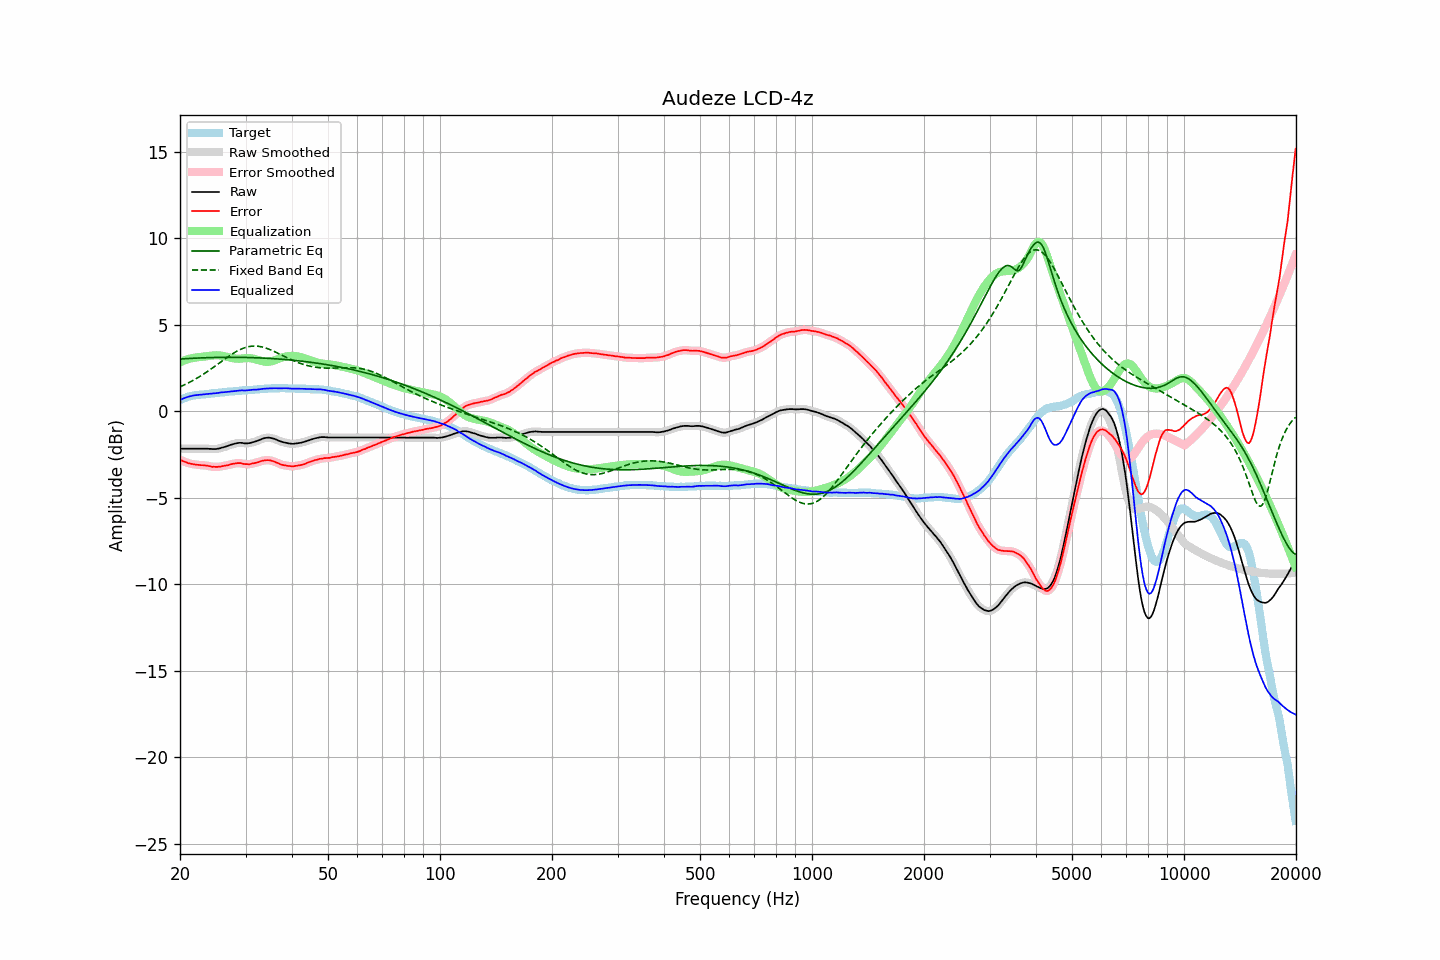 Audeze LCD-4z
Target
Raw Smoothed
Error Smoothed
Raw
Error
Equalization
Parametric Eq
Fixed Band Eq
Equalized
Amplitude (dBr)
15
10
5
0
−5
−10
−15
−20
−25
20 50 100 200 500 1000 2000 5000 10000 20000
Frequency (Hz)